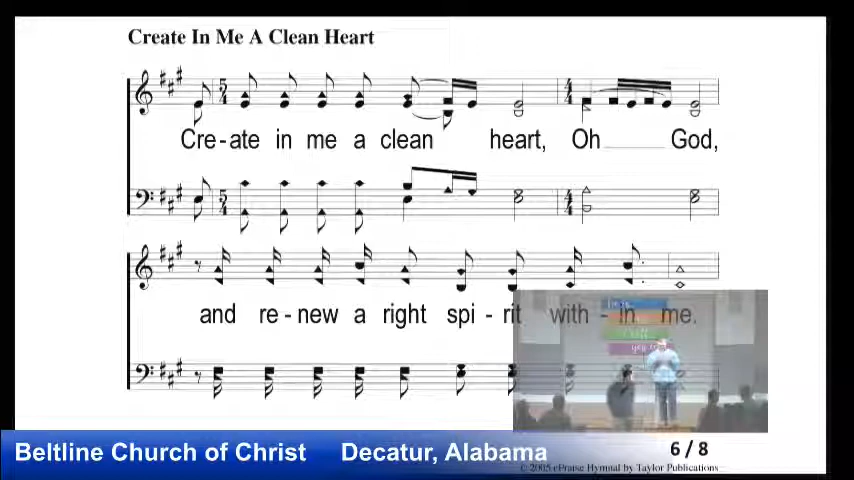 Create In Me A Clean Heart
Cre-ate in me a clean heart, Oh____ God,
and re-new a right spi-rit with-in me.
Beltline Church of Christ Decatur, Alabama
6 / 8
© 2005 ePraise Hymnal by Taylor Publications